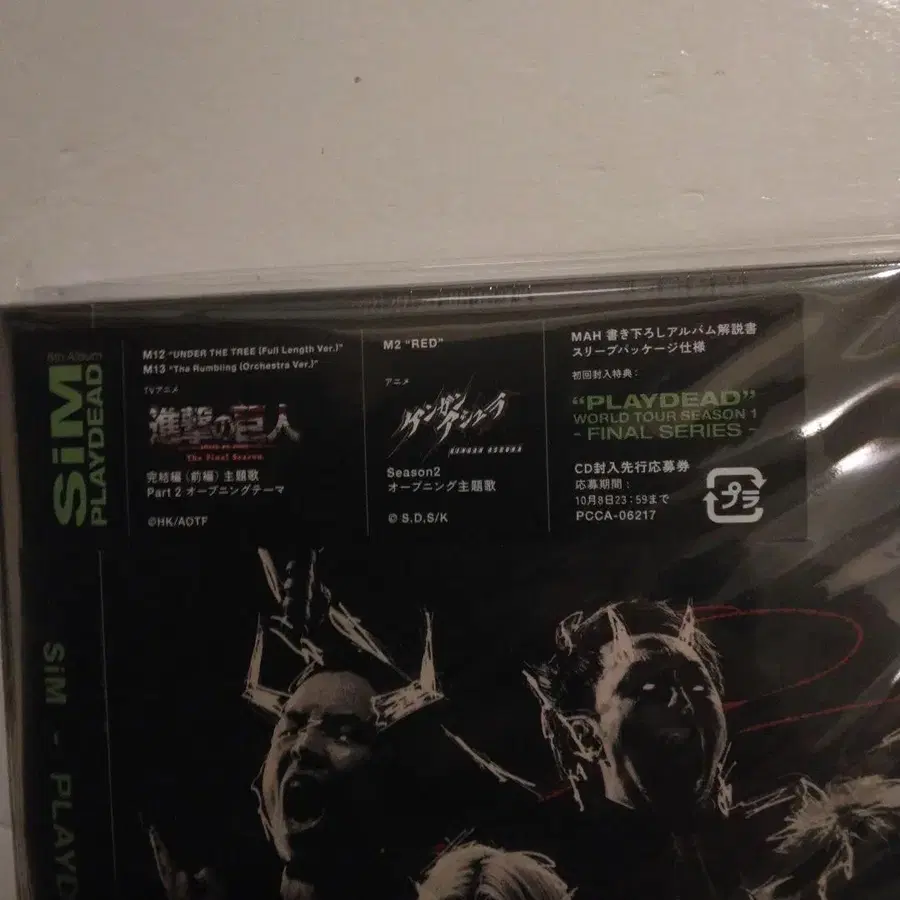 6th Album
SiM
PLAYDEAD
M12 "UNDER THE TREE (Full Length Ver.)"
M13 "The Rumbling (Orchestra Ver.)"
TVアニメ
進撃の巨人
The Final Season
完結編（前編）主題歌
Part 2 オープニングテーマ
©HK/AOTF
M2 "RED"
アニメ
ケンガンアシュラ
KENGAN ASHURA
Season2
オープニング主題歌
© S.D,S/K
MAH 書き下ろしアルバム解説書
スリーブパッケージ仕様
初回封入特典：
"PLAYDEAD"
WORLD TOUR SEASON 1
- FINAL SERIES -
CD封入先行応募券
応募期間：
10月8日23：59まで
PCCA-06217
プラ
SiM - PLAYD